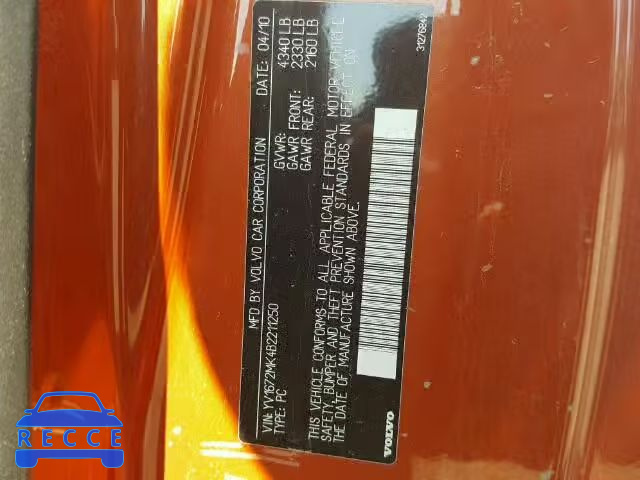 MFD BY VOLVO CAR CORPORATION DATE: 04/10
GVWR: 4340 LB
GAWR FRONT: 2330 LB
GAWR REAR: 2160 LB
VIN: YV1672MK4B2211250
TYPE: PC
THIS VEHICLE CONFORMS TO ALL APPLICABLE FEDERAL MOTOR VEHICLE
SAFETY, BUMPER AND THEFT PREVENTION STANDARDS IN EFFECT ON
THE DATE OF MANUFACTURE SHOWN ABOVE.
VOLVO
31276842
RECCE